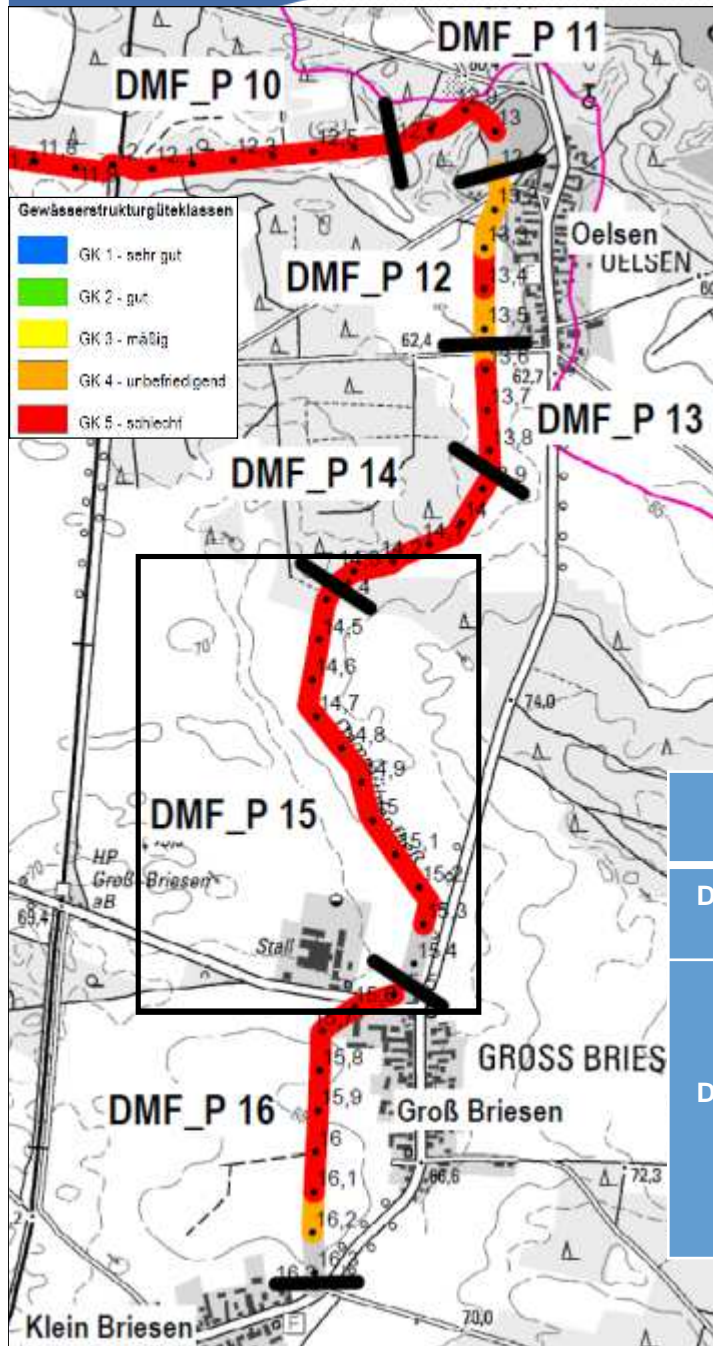 DMF_P 11
DMF_P 10
12,1
12,3
12,5
13
Gewässerstrukturgüteklassen
GK 1 - sehr gut
GK 2 - gut
GK 3 - mäßig
GK 4 - unbefriedigend
GK 5 - schlecht
Oelsen
OELSEN
DMF_P 12
13,4
13,5
62,4
13,6
62,7
13,7
DMF_P 13
13,8
DMF_P 14
14
14,5
70
14,6
14,7
74,0
14,8
14,9
DMF_P 15
15
15,1
15,2
HP
Groß-Briesen
aB
69,4
15,3
Stall
15,4
15,8
GROSS BRIES
DMF_P 16
15,9
Groß Briesen
16
16,1
66,6
72,3
16,2
16,3
Klein Briesen
F
70,0
D
D